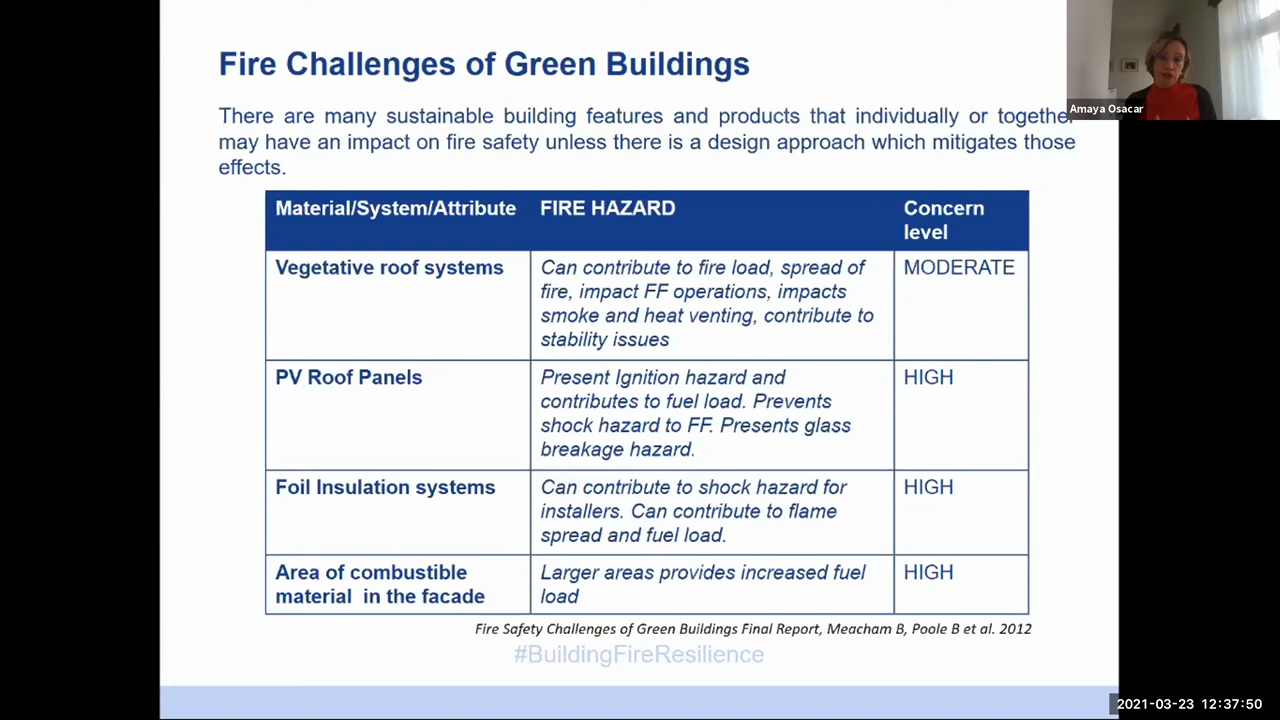 Fire Challenges of Green Buildings
Amaya Osacar
There are many sustainable building features and products that individually or together
may have an impact on fire safety unless there is a design approach which mitigates those
effects.
Material/System/Attribute FIRE HAZARD Concern
level
Vegetative roof systems Can contribute to fire load, spread of MODERATE
fire, impact FF operations, impacts
smoke and heat venting, contribute to
stability issues
PV Roof Panels Present Ignition hazard and HIGH
contributes to fuel load. Prevents
shock hazard to FF. Presents glass
breakage hazard.
Foil Insulation systems Can contribute to shock hazard for HIGH
installers. Can contribute to flame
spread and fuel load.
Area of combustible Larger areas provides increased fuel HIGH
material in the facade load
Fire Safety Challenges of Green Buildings Final Report, Meacham B, Poole B et al. 2012
#BuildingFireResilience
2021-03-23 12:37:50